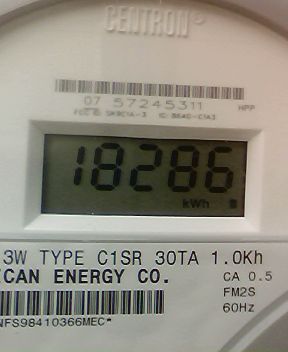 CENTRON®
07 57245311 HPP
18286
kWh
3W TYPE C1SR 30TA 1.0Kh
CAN ENERGY CO. CA 0.5
FM2S
NFS98410366MEC* 60Hz